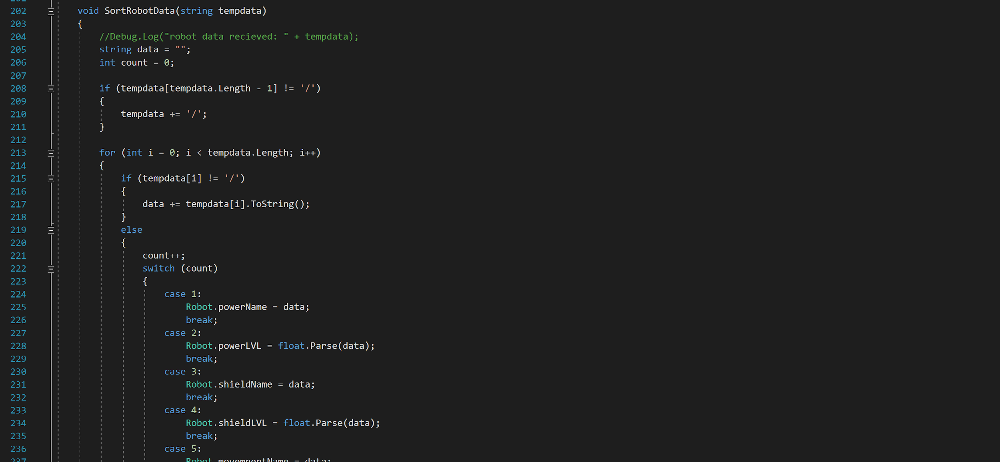 202 void SortRobotData(string tempdata)
203 {
204 //Debug.Log("robot data recieved: " + tempdata);
205 string data = "";
206 int count = 0;
207
208 if (tempdata[tempdata.Length - 1] != '/')
209 {
210 tempdata += '/';
211 }
212
213 for (int i = 0; i < tempdata.Length; i++)
214 {
215 if (tempdata[i] != '/')
216 {
217 data += tempdata[i].ToString();
218 }
219 else
220 {
221 count++;
222 switch (count)
223 {
224 case 1:
225 Robot.powerName = data;
226 break;
227 case 2:
228 Robot.powerLVL = float.Parse(data);
229 break;
230 case 3:
231 Robot.shieldName = data;
232 break;
233 case 4:
234 Robot.shieldLVL = float.Parse(data);
235 break;
236 case 5:
237 Robot.movemnentName = data;